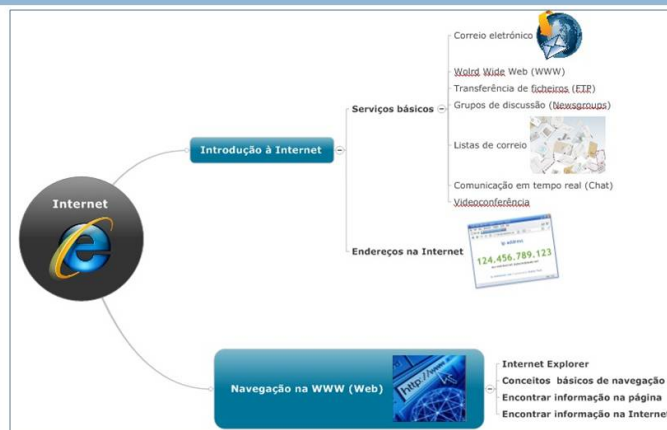 Internet
Introdução à Internet
Serviços básicos
Correio eletrónico
Wolrd Wide Web (WWW)
Transferência de ficheiros (FTP)
Grupos de discussão (Newsgroups)
Listas de correio
Comunicação em tempo real (Chat)
Videoconferência
Endereços na Internet
124.456.789.123
Navegação na WWW (Web)
http://www
Internet Explorer
Conceitos básicos de navegação
Encontrar informação na página
Encontrar informação na Internet